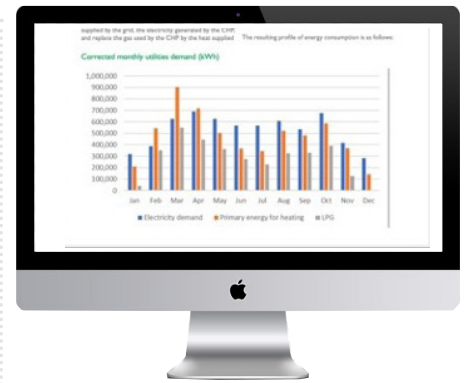 supplied by the grid, the electricity generated by the CHP,
and replace the gas used by the CHP by the heat supplied
The resulting profile of energy consumption is as follows:
Corrected monthly utilities demand (kWh)
1,000,000
900,000
800,000
700,000
600,000
500,000
400,000
300,000
200,000
100,000
0
Jan Feb Mar Apr May Jun Jul Aug Sep Oct Nov Dec
Electricity demand Primary energy for heating LPG